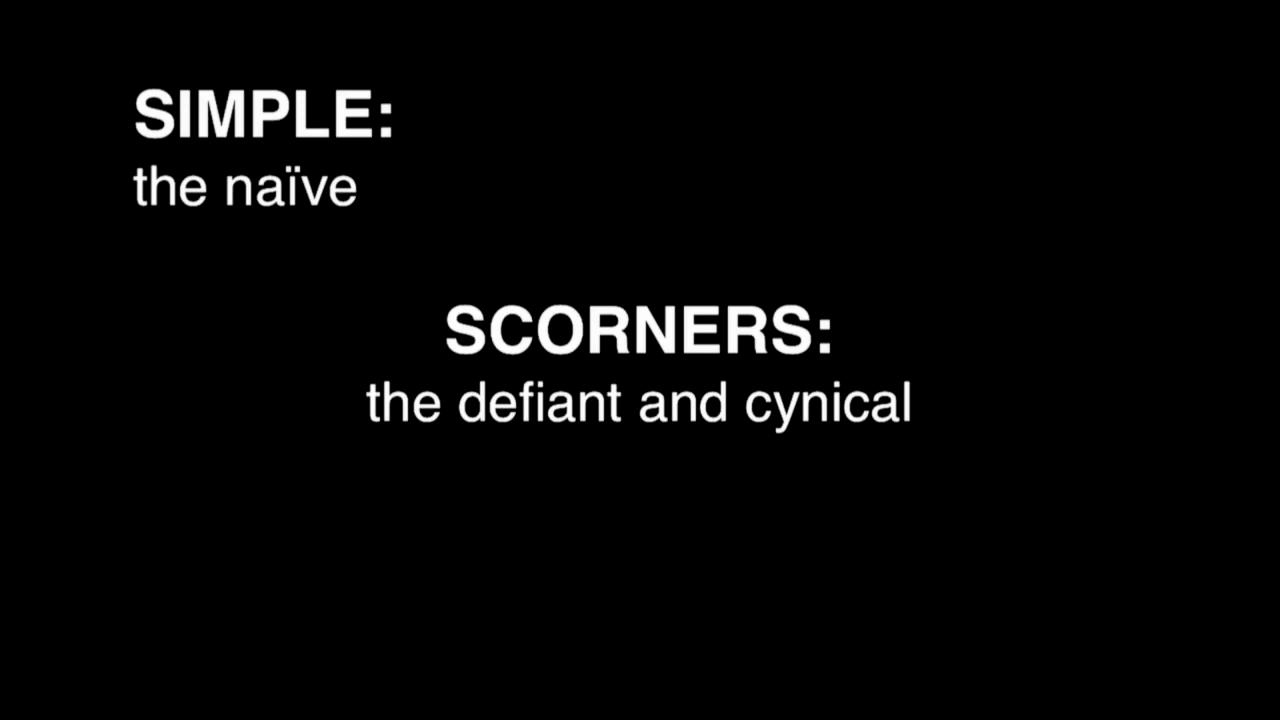 SIMPLE:
the naïve
SCORNERS:
the defiant and cynical